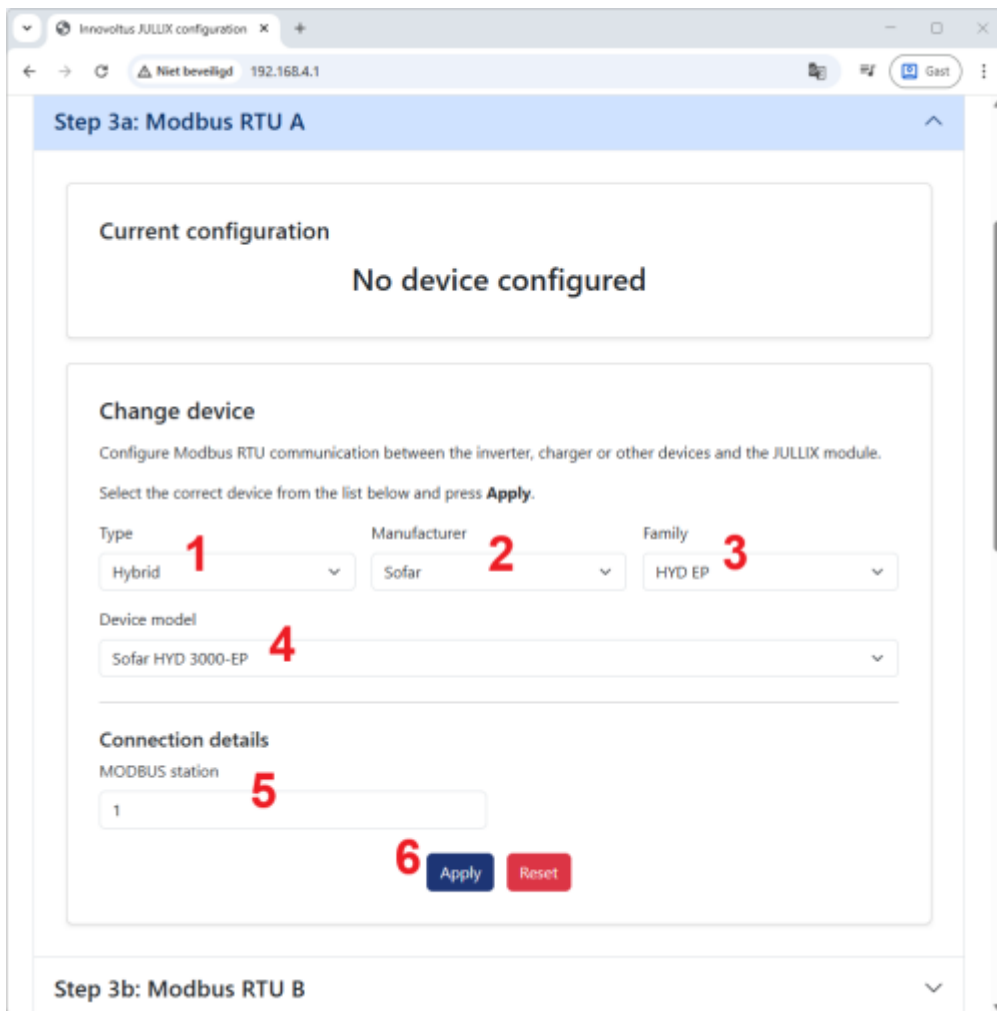 Innovoltus JULLIX configuration
Niet beveiligd 192.168.4.1 Gast
Step 3a: Modbus RTU A
Current configuration
No device configured
Change device
Configure Modbus RTU communication between the inverter, charger or other devices and the JULLIX module.
Select the correct device from the list below and press Apply.
Type Manufacturer Family
1 2 3
Hybrid Sofar HYD EP
Device model
4
Sofar HYD 3000-EP
Connection details
MODBUS station
5
1
6 Apply Reset
Step 3b: Modbus RTU B